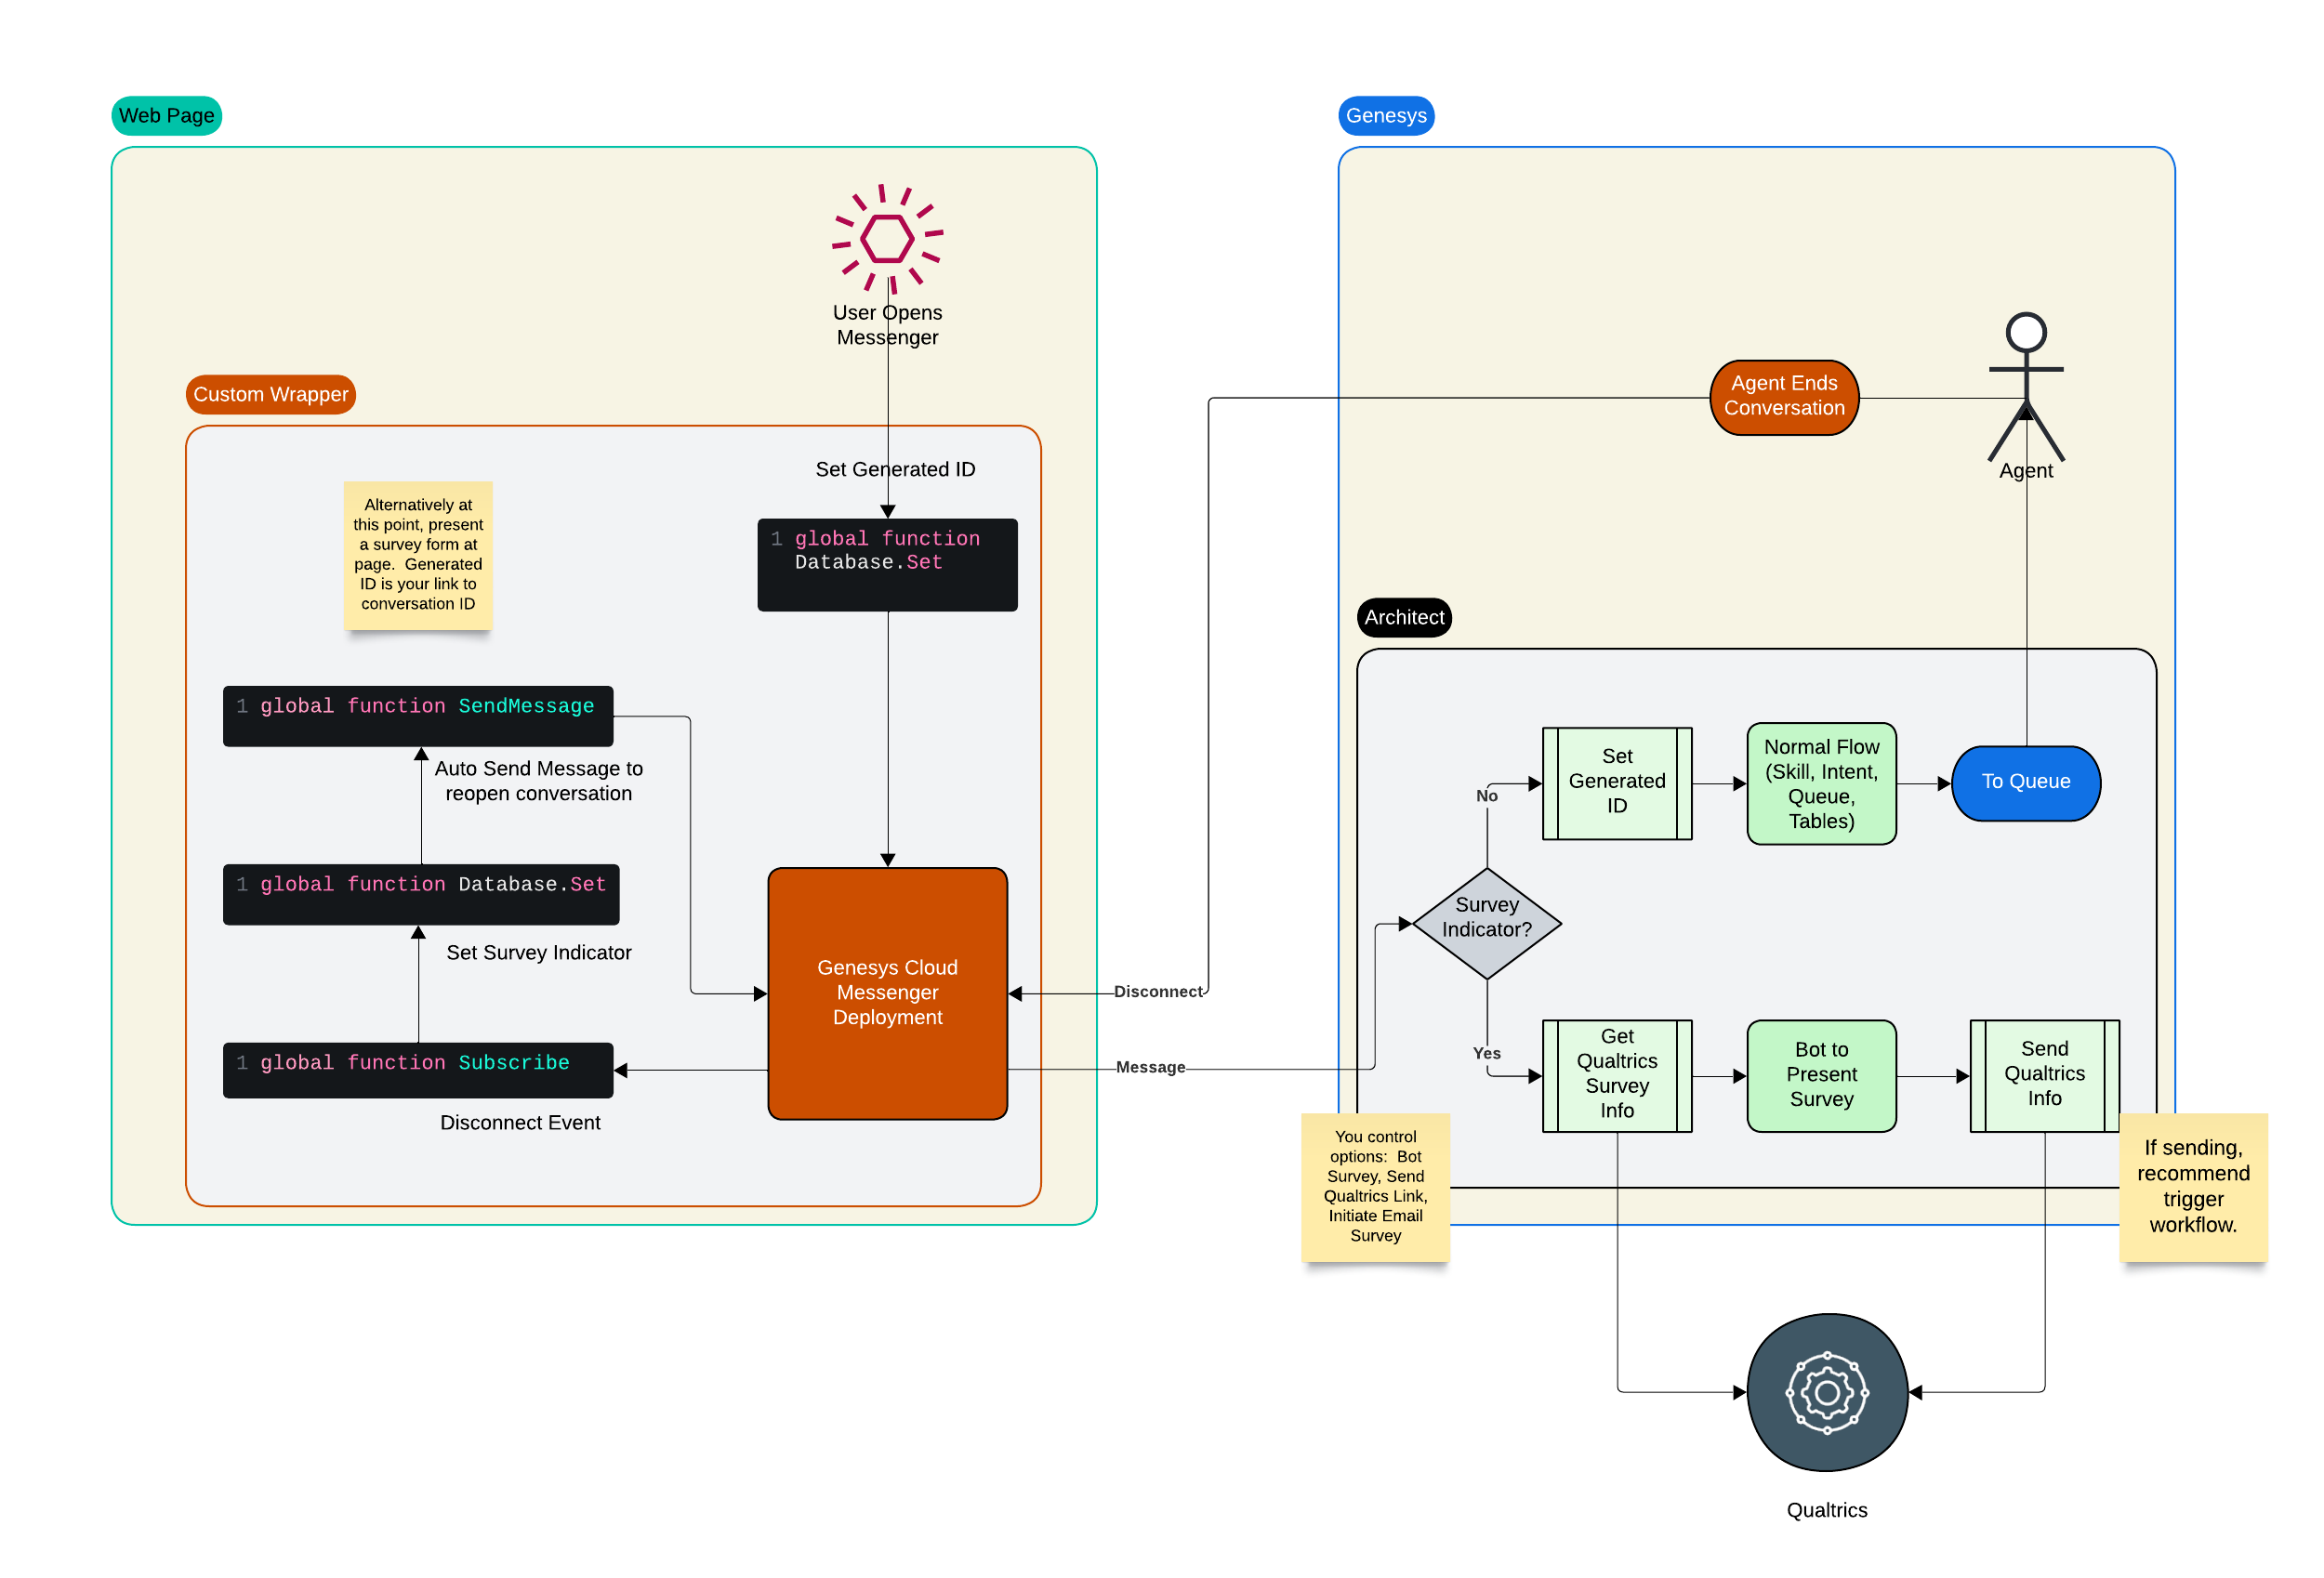 Web Page
User Opens
Messenger
Custom Wrapper
Set Generated ID
Alternatively at
this point, present
a survey form at
page.  Generated
ID is your link to
conversation ID
1 global function
Database.Set
1 global function SendMessage
Auto Send Message to
reopen conversation
1 global function Database.Set
Set Survey Indicator
1 global function Subscribe
Disconnect Event
Genesys Cloud
Messenger
Deployment
Disconnect
Message
Genesys
Agent Ends
Conversation
Agent
Architect
Survey
Indicator?
No
Set
Generated
ID
Normal Flow
(Skill, Intent,
Queue,
Tables)
To Queue
Yes
Get
Qualtrics
Survey
Info
Bot to
Present
Survey
Send
Qualtrics
Info
You control
options:  Bot
Survey, Send
Qualtrics Link,
Initiate Email
Survey
If sending,
recommend
trigger
workflow.
Qualtrics